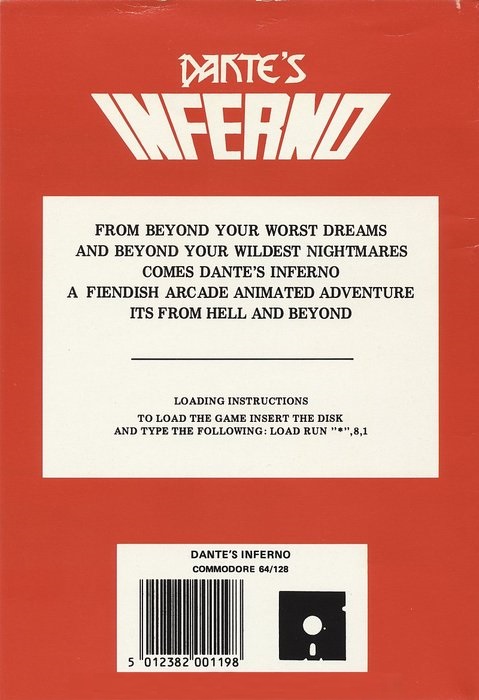 DANTE'S
INFERNO
FROM BEYOND YOUR WORST DREAMS
AND BEYOND YOUR WILDEST NIGHTMARES
COMES DANTE'S INFERNO
A FIENDISH ARCADE ANIMATED ADVENTURE
ITS FROM HELL AND BEYOND
LOADING INSTRUCTIONS
TO LOAD THE GAME INSERT THE DISK
AND TYPE THE FOLLOWING: LOAD RUN "*",8,1
DANTE'S INFERNO
COMMODORE 64/128
5 012382 001198